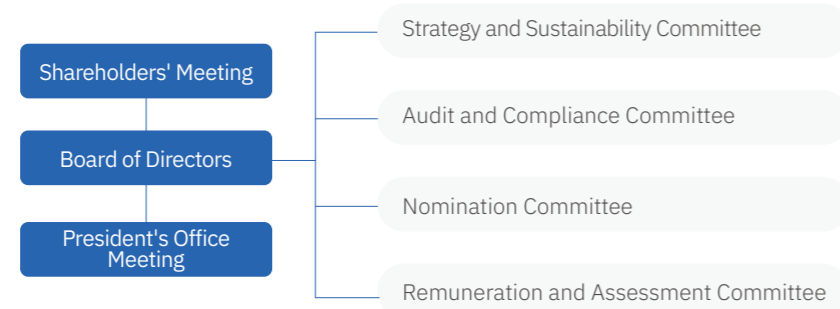 Shareholders' Meeting
Board of Directors
President's Office
Meeting
Strategy and Sustainability Committee
Audit and Compliance Committee
Nomination Committee
Remuneration and Assessment Committee